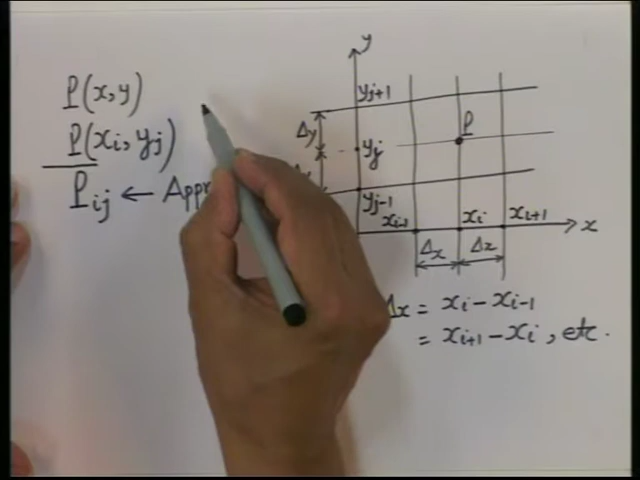 P(x,y)
P(xi, yj)
Pij ←
y
yj+1
Δy
P
yj
yj-1
xi-1
xi
xi+1
x
Δx
Δx
Δx = xi - xi-1
= xi+1 - xi, etc.